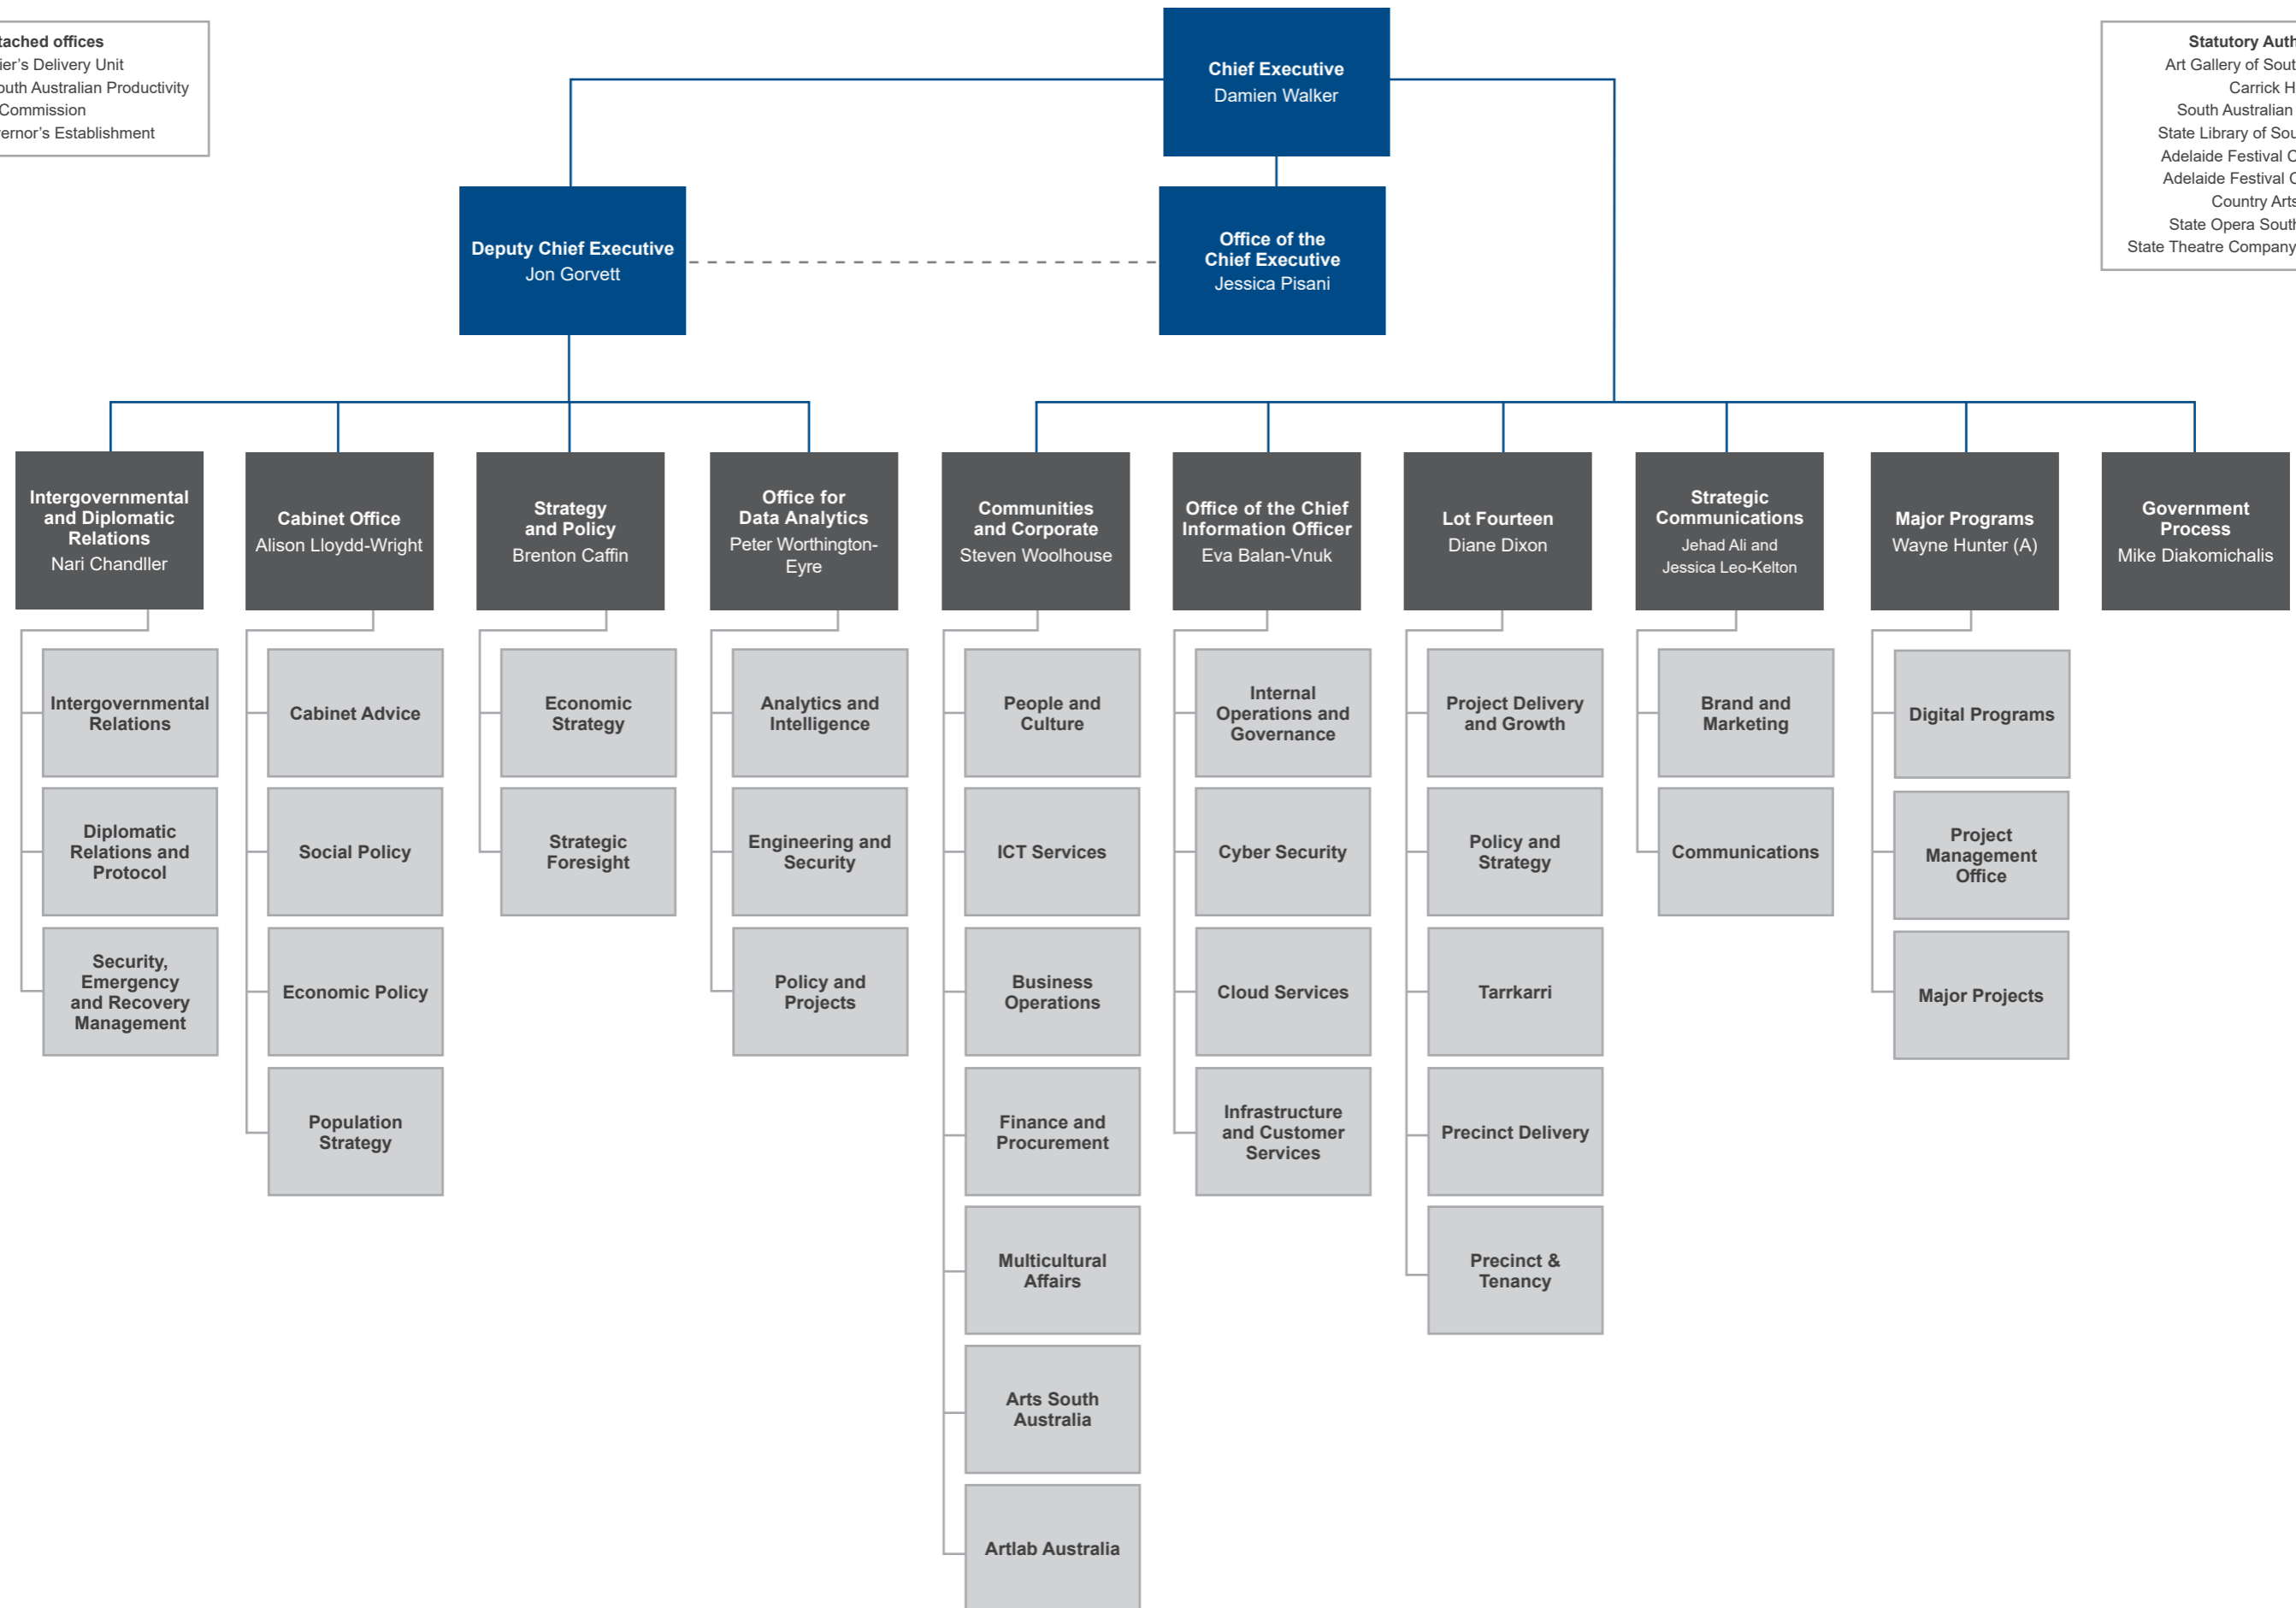 Chief Executive
Damien Walker
offices
Delivery Unit
Australian Productivity
Commission
Establishment
Statutory
Art Gallery of
Carrick
South Australian
State Library of
Adelaide Festival
Adelaide Festival
Country
State Opera
State Theatre Company
Deputy Chief Executive
Jon Gorvett
Office of the
Chief Executive
Jessica Pisani
Intergovernmental
and Diplomatic
Relations
Nari Chandller
Cabinet Office
Alison Lloydd-Wright
Strategy
and Policy
Brenton Caffin
Office for
Data Analytics
Peter Worthington-
Eyre
Communities
and Corporate
Steven Woolhouse
Office of the Chief
Information Officer
Eva Balan-Vnuk
Lot Fourteen
Diane Dixon
Strategic
Communications
Jehad Ali and
Jessica Leo-Kelton
Major Programs
Wayne Hunter (A)
Government
Process
Mike Diakomichalis
Intergovernmental
Relations
Diplomatic
Relations and
Protocol
Security,
Emergency
and Recovery
Management
Cabinet Advice
Social Policy
Economic Policy
Population
Strategy
Economic
Strategy
Strategic
Foresight
Analytics and
Intelligence
Engineering and
Security
Policy and
Projects
People and
Culture
ICT Services
Business
Operations
Finance and
Procurement
Multicultural
Affairs
Arts South
Australia
Artlab Australia
Internal
Operations and
Governance
Cyber Security
Cloud Services
Infrastructure
and Customer
Services
Project Delivery
and Growth
Policy and
Strategy
Tarrkarri
Precinct Delivery
Precinct &
Tenancy
Brand and
Marketing
Communications
Digital Programs
Project
Management
Office
Major Projects